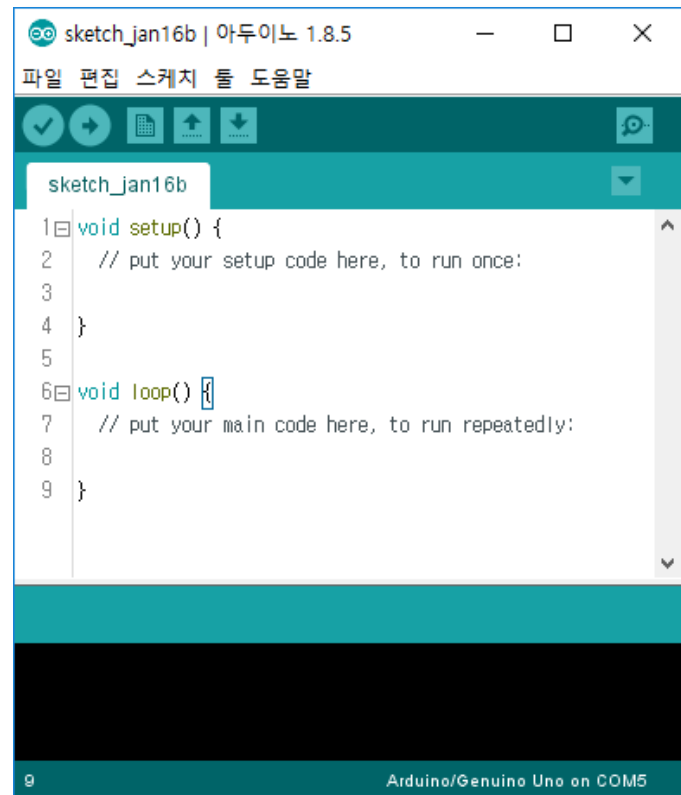 sketch_jan16b | 아두이노 1.8.5
파일 편집 스케치 툴 도움말
sketch_jan16b
1 void setup() {
2 // put your setup code here, to run once:
3
4 }
5
6 void loop() {
7 // put your main code here, to run repeatedly:
8
9 }
9 Arduino/Genuino Uno on COM5